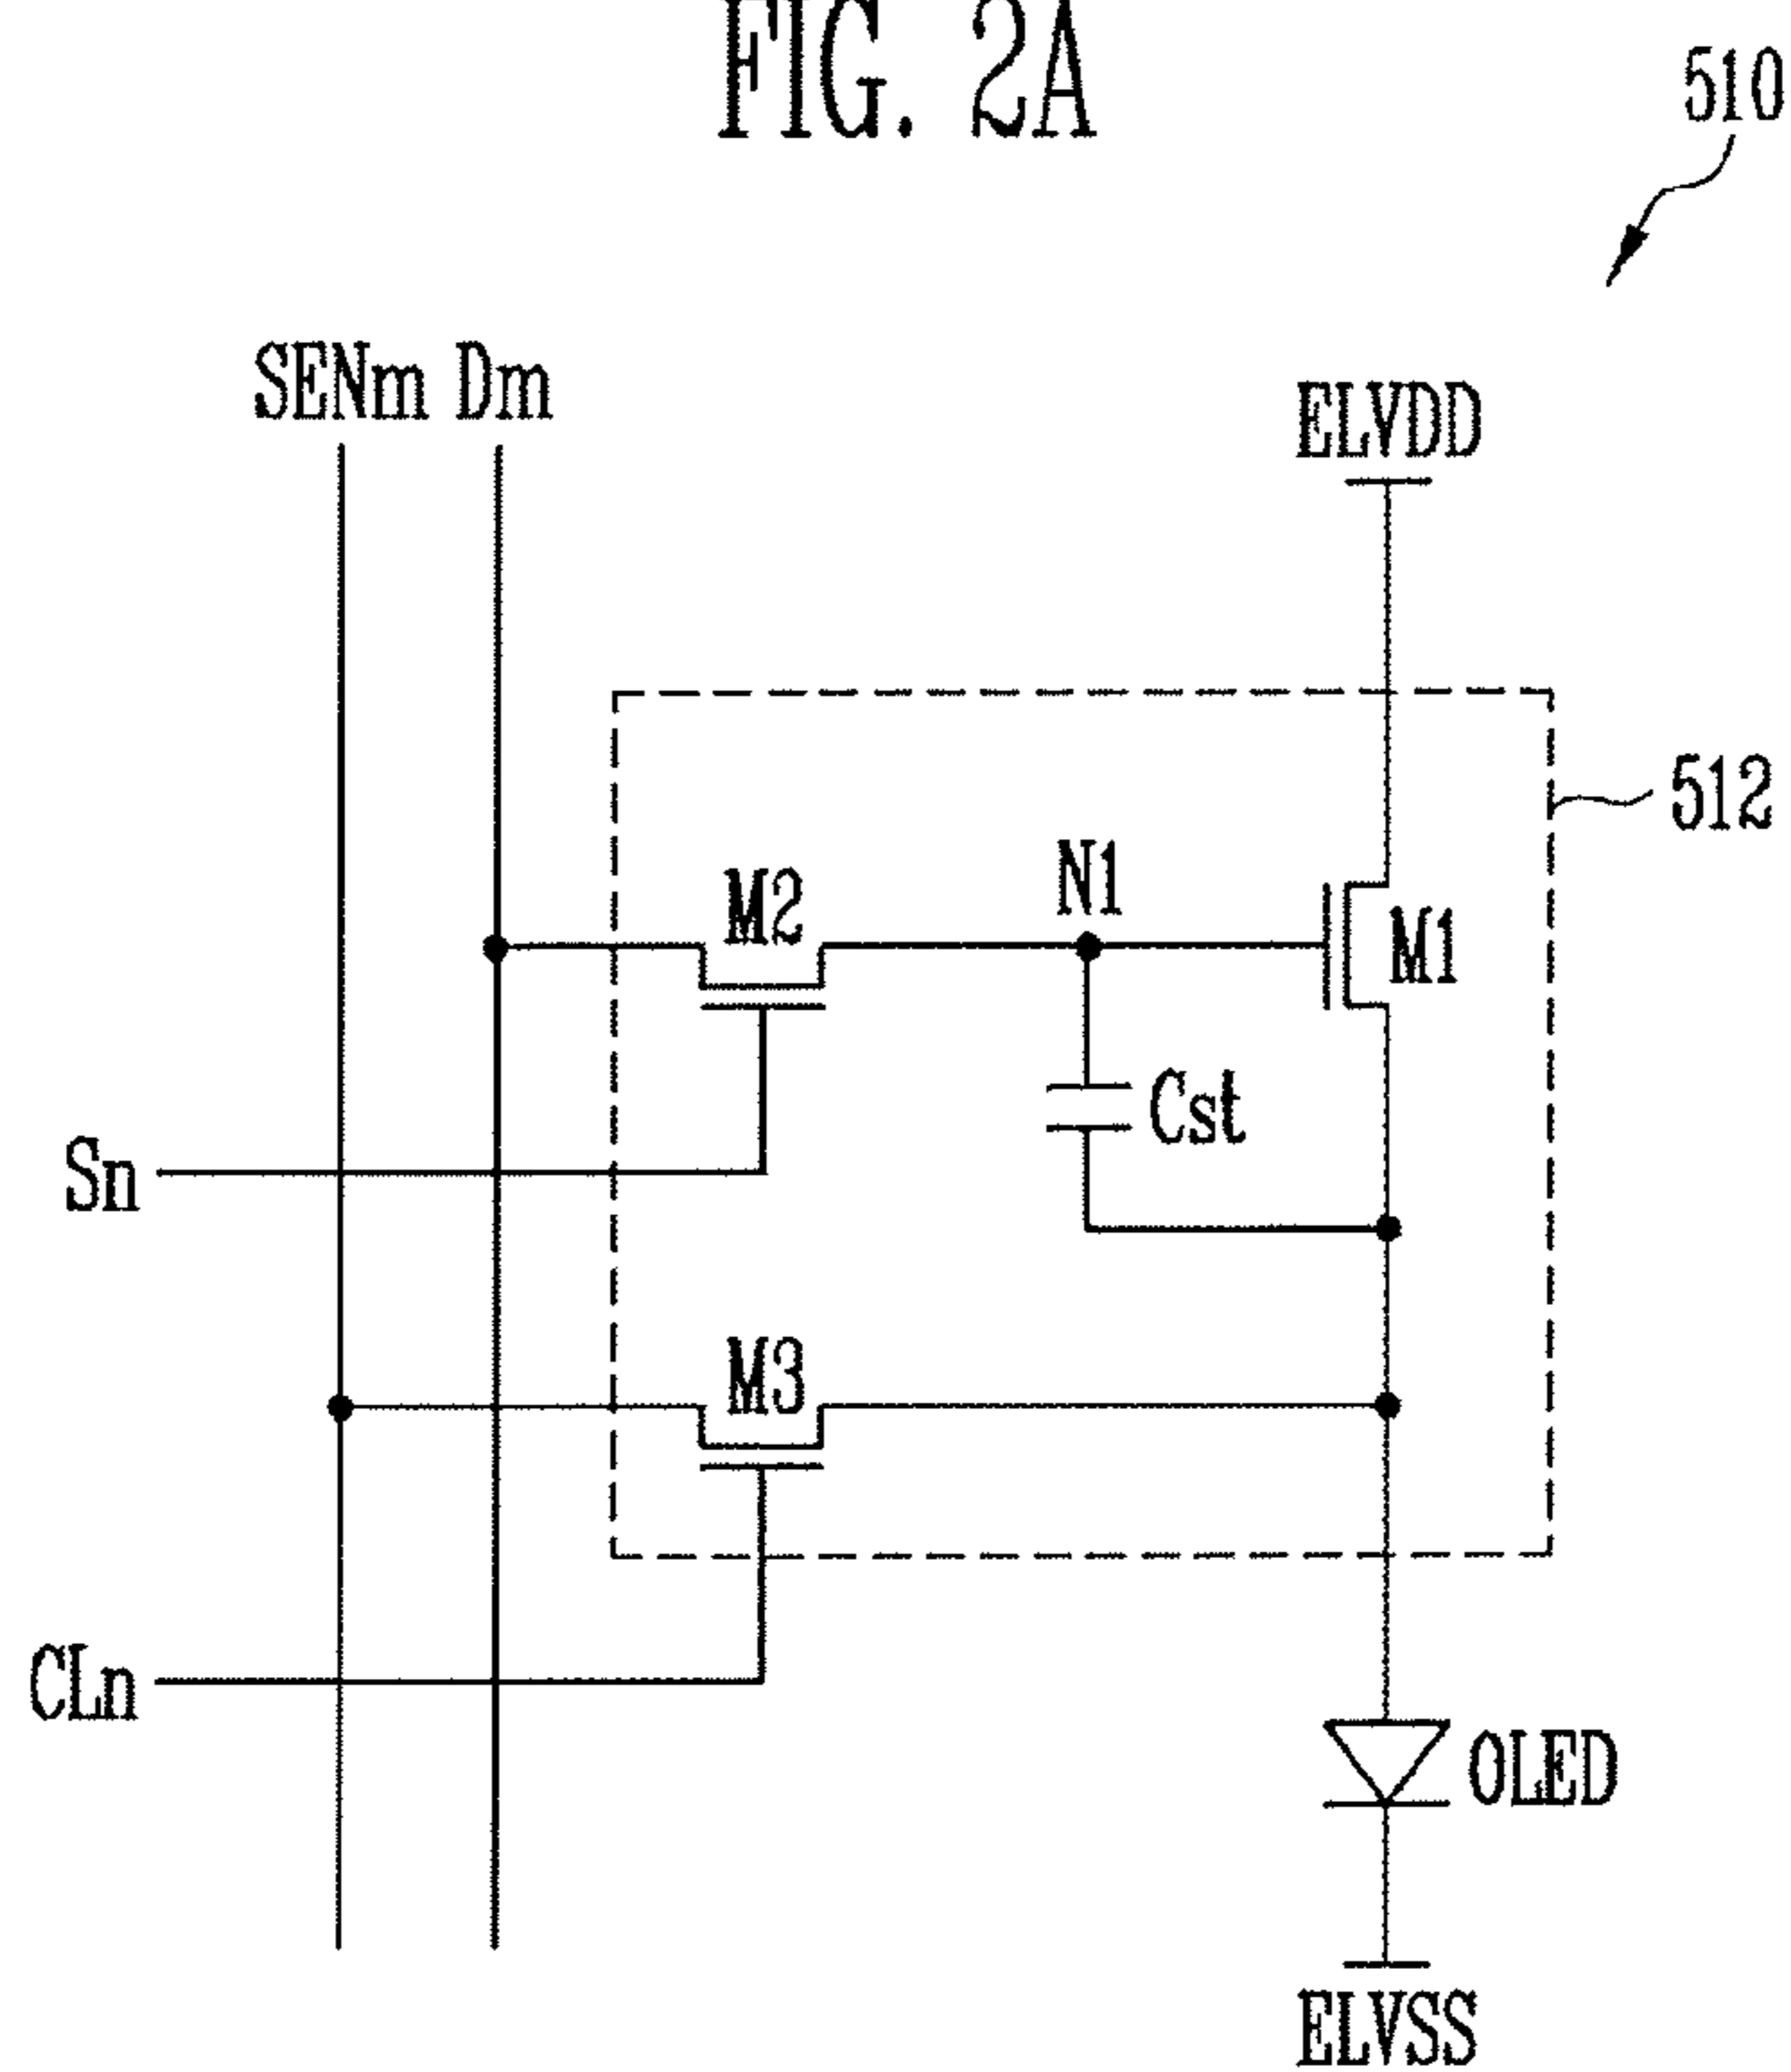 FIG. 2A
510
SENm Dm
ELVDD
512
M2
N1
M1
Cst
Sn
M3
CLn
OLED
ELVSS